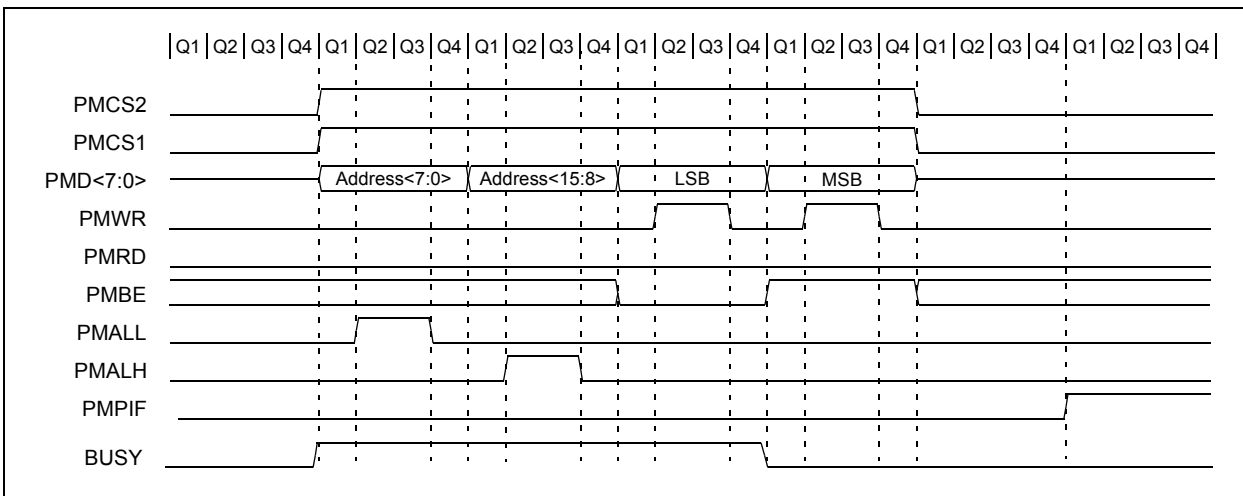 Q1 Q2 Q3 Q4 Q1 Q2 Q3 Q4 Q1 Q2 Q3 Q4 Q1 Q2 Q3 Q4 Q1 Q2 Q3 Q4 Q1 Q2 Q3 Q4 Q1 Q2 Q3 Q4
PMCS2
PMCS1
PMD<7:0> Address<7:0> Address<15:8> LSB MSB
PMWR
PMRD
PMBE
PMALL
PMALH
PMPIF
BUSY